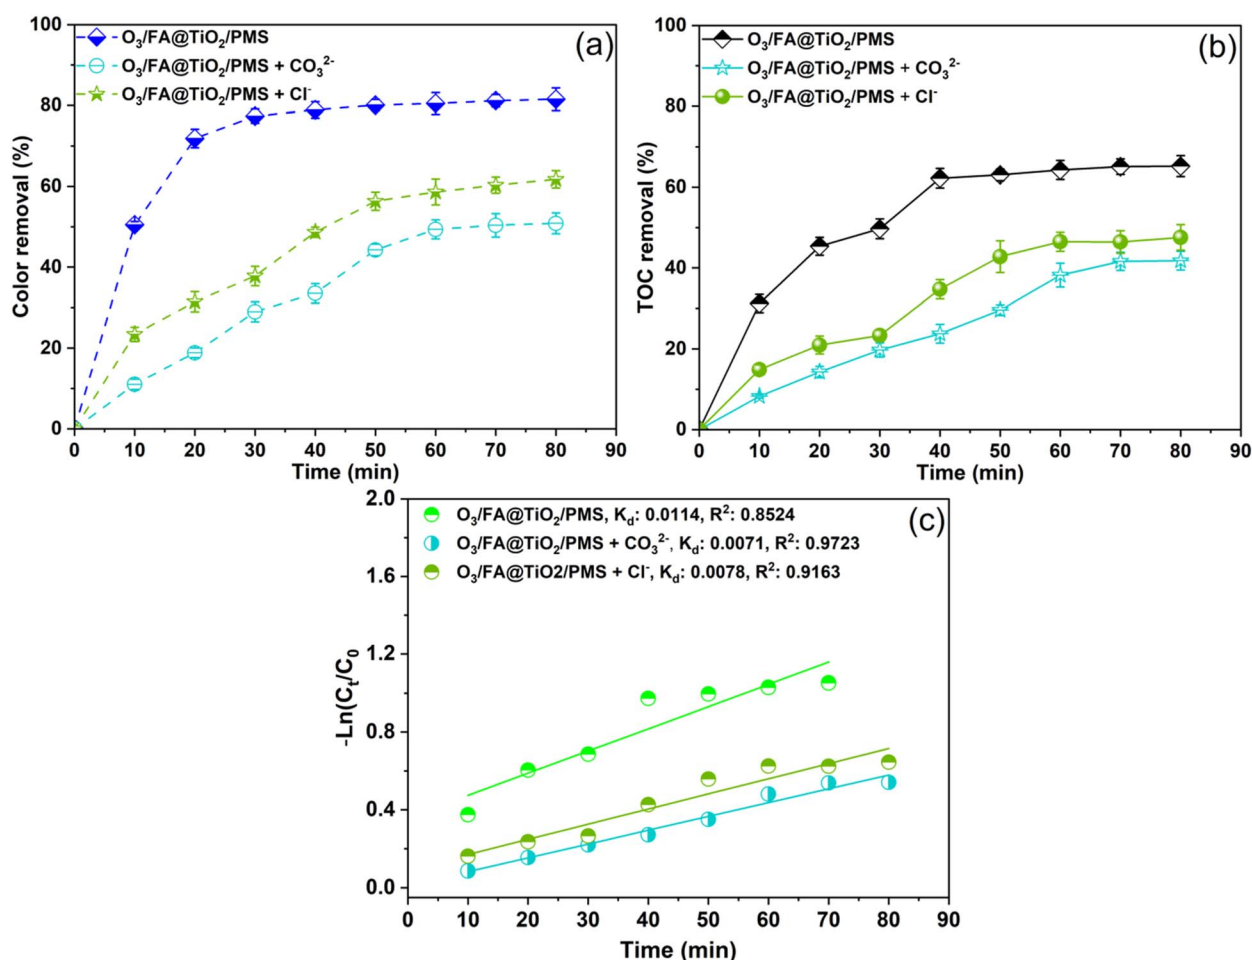 100
80
60
40
20
0
Color removal (%)
O₃/FA@TiO₂/PMS
O₃/FA@TiO₂/PMS + CO₃²⁻
O₃/FA@TiO₂/PMS + Cl⁻
(a)
0 10 20 30 40 50 60 70 80 90
Time (min)
100
80
60
40
20
0
TOC removal (%)
O₃/FA@TiO₂/PMS
O₃/FA@TiO₂/PMS + CO₃²⁻
O₃/FA@TiO₂/PMS + Cl⁻
(b)
0 10 20 30 40 50 60 70 80 90
Time (min)
2.0
1.6
1.2
0.8
0.4
0.0
-Ln(Cₜ/C₀
O₃/FA@TiO₂/PMS, K_d: 0.0114, R²: 0.8524
O₃/FA@TiO₂/PMS + CO₃²⁻, K_d: 0.0071, R²: 0.9723
O₃/FA@TiO2/PMS + Cl⁻, K_d: 0.0078, R²: 0.9163
(c)
0 10 20 30 40 50 60 70 80 90
Time (min)